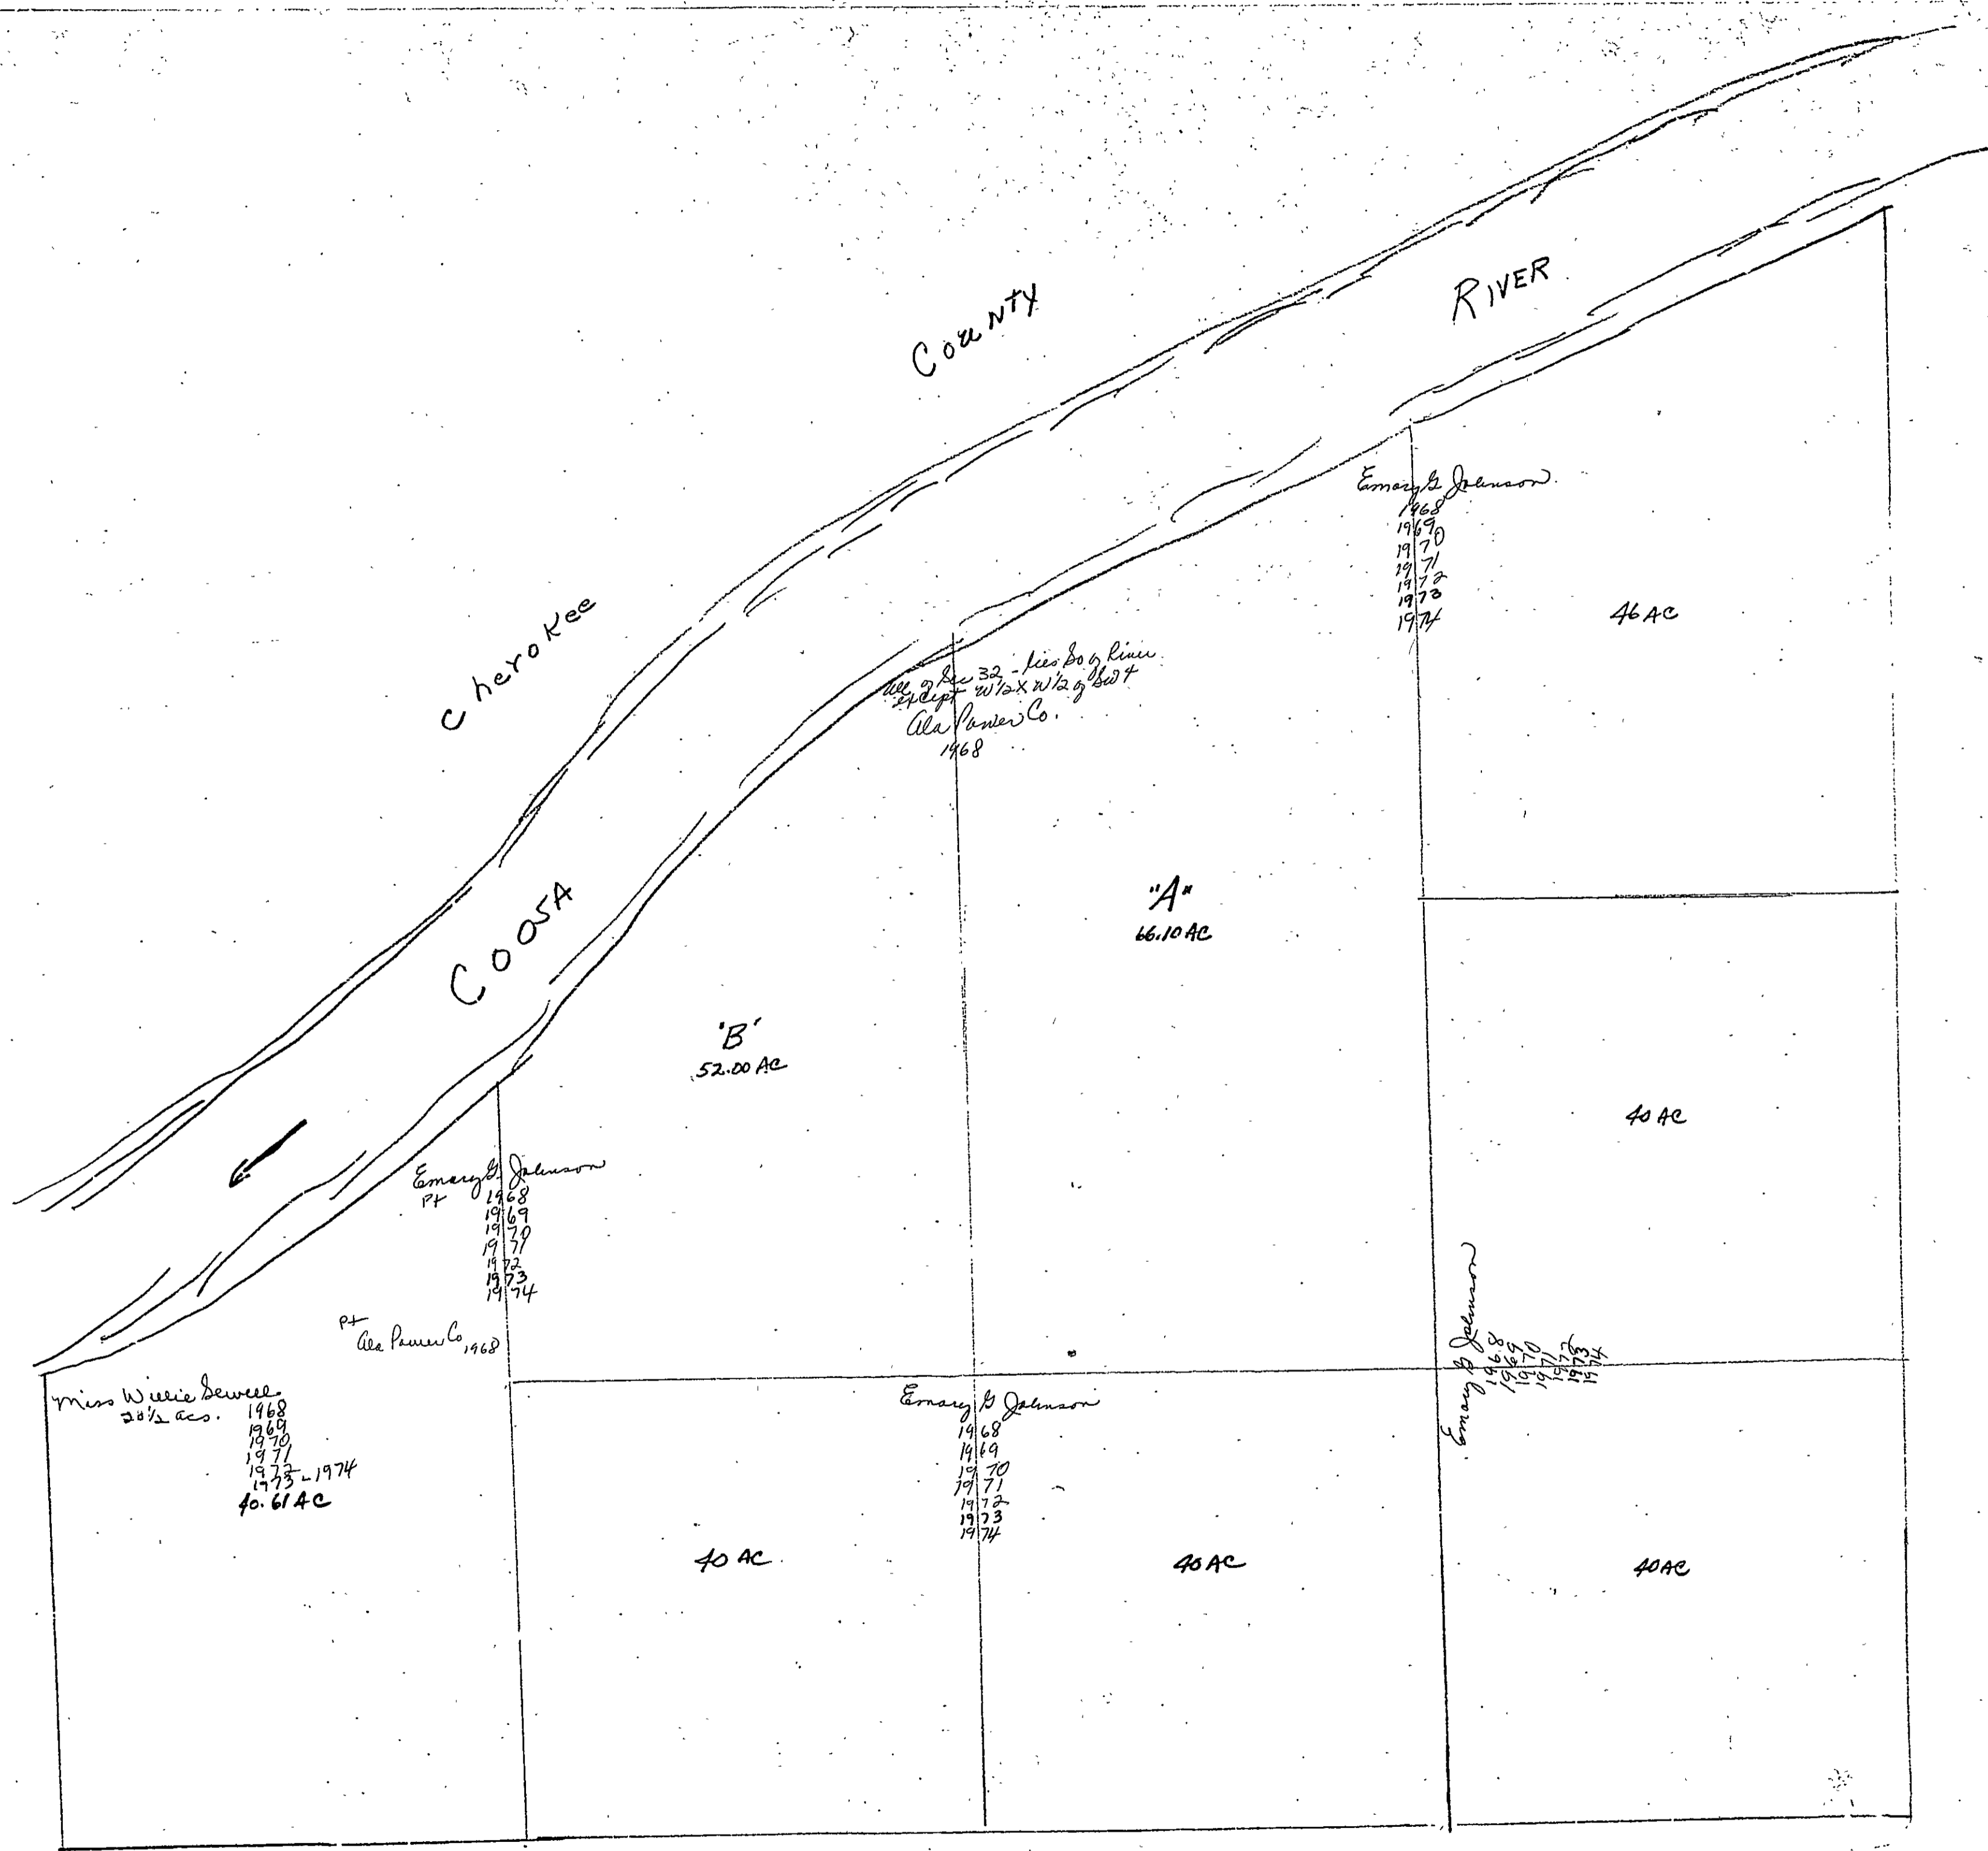 County
RIVER
Cherokee
COOSA
Emory G Johnson
1968
1969
1970
1971
1972
1973
1974
46 AC
All of Sec 32 - lies So of River
except W 1/2 X W 1/2 of SW 4
Ala Power Co.
1968
"A"
66.10 AC
'B'
52.00 AC
40 AC
Emory G. Johnson
Pt
1968
1969
1970
1971
1972
1973
1974
Pt
Ala Power Co 1968
Emory G Johnson
1968
1969
1970
1971
1972
1973
1974
Miss Willie Sewell
20 1/2 acs. 1968
1969
1970
1971
1972
1973 - 1974
40.61 AC
Emory G Johnson
1968
1969
1970
1971
1972
1973
1974
40 AC
40 AC
40 AC